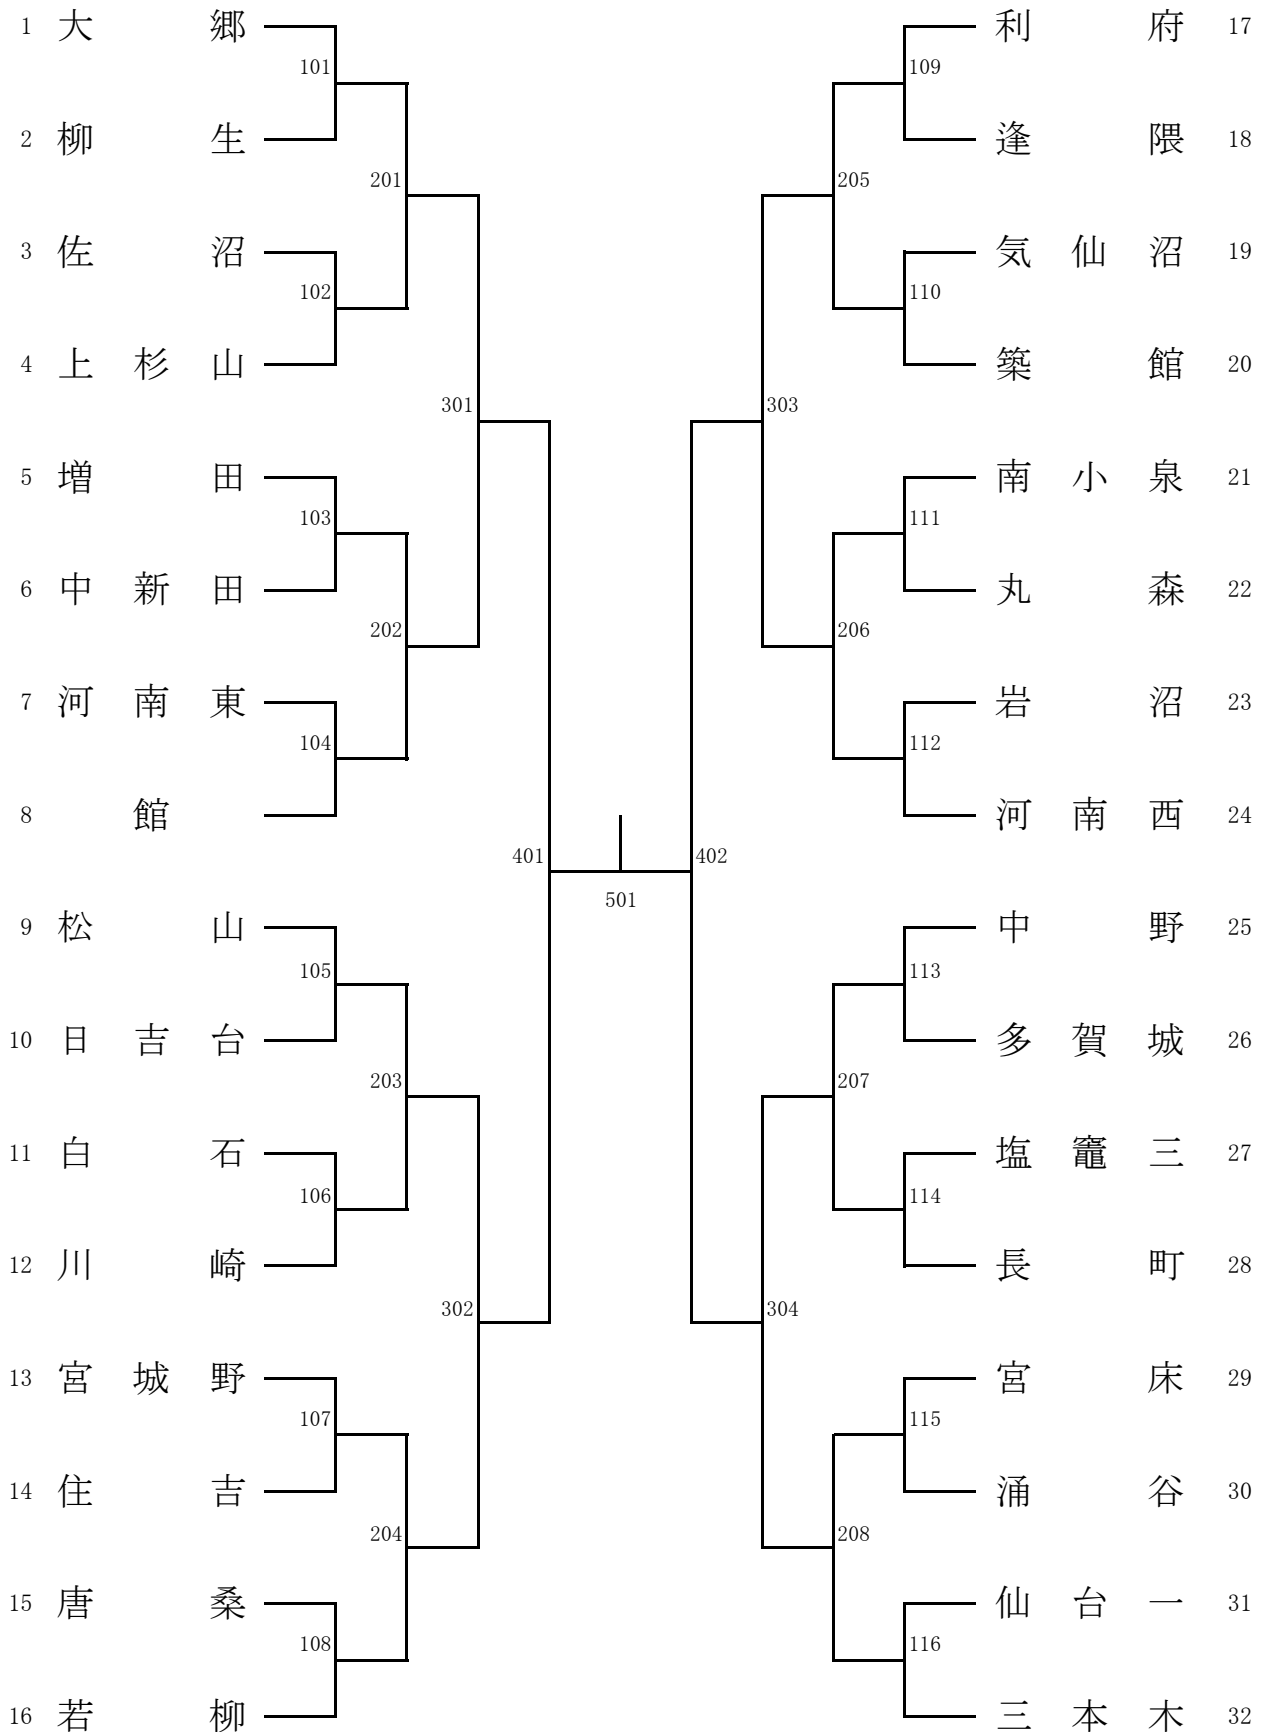 1 大郷 利府 17
101 109
2 柳生 逢隈 18
201 205
3 佐沼 気仙沼 19
102 110
4 上杉山 築館 20
301 303
5 増田 南小泉 21
103 111
6 中新田 丸森 22
202 206
7 河南東 岩沼 23
104 112
8 館 河南西 24
401 402
501
9 松山 中野 25
105 113
10 日吉台 多賀城 26
203 207
11 白石 塩竈三 27
106 114
12 川崎 長町 28
302 304
13 宮城野 宮床 29
107 115
14 住吉 涌谷 30
204 208
15 唐桑 仙台一 31
108 116
16 若柳 三本木 32